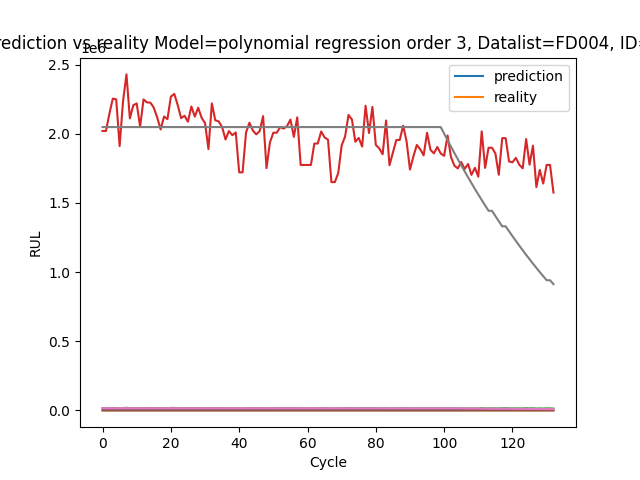 rediction vs reality Model=polynomial regression order 3, Datalist=FD004, ID=
1e6
2.5
2.0
1.5
1.0
0.5
0.0
RUL
prediction
reality
0 20 40 60 80 100 120
Cycle